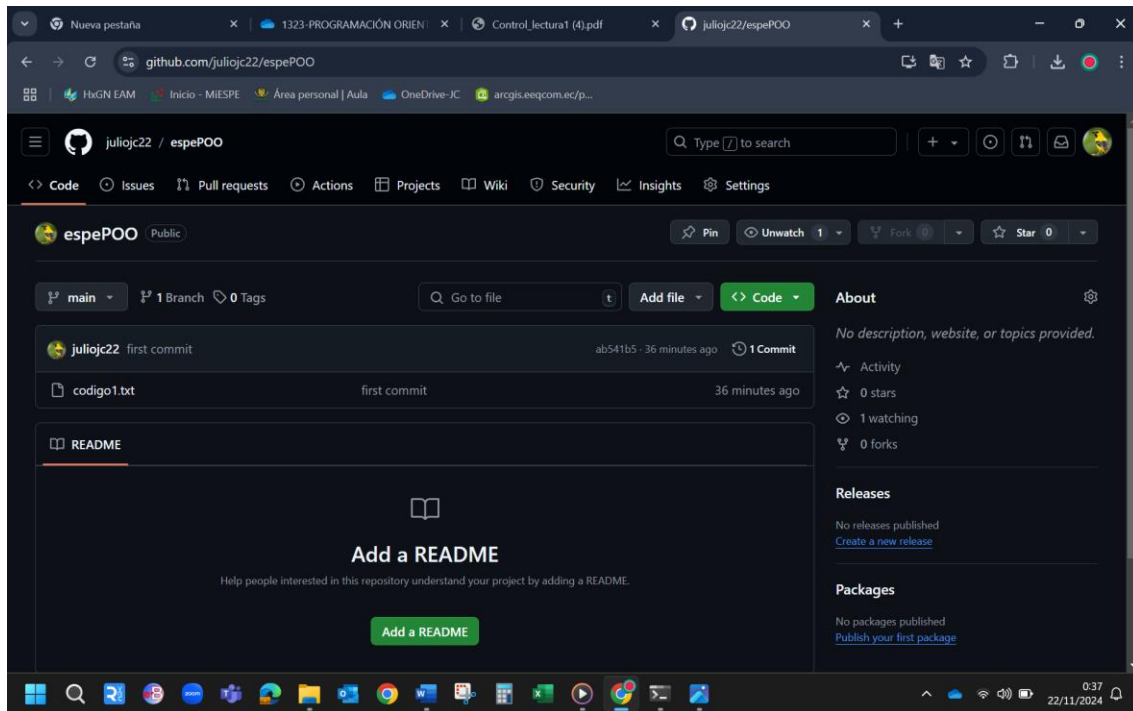 Nueva pestaña
1323-PROGRAMACIÓN ORIENT
Control_lectura1 (4).pdf
juliojc22/espePOO
github.com/juliojc22/espePOO
HxGN EAM
Inicio - MiESPE
Área personal | Aula
OneDrive-JC
arcgis.eeqcom.ec/p...
juliojc22 / espePOO
Type / to search
Code
Issues
Pull requests
Actions
Projects
Wiki
Security
Insights
Settings
espePOO Public
Pin
Unwatch 1
Fork 0
Star 0
main
1 Branch
0 Tags
Go to file t
Add file
Code
juliojc22 first commit
ab541b5 · 36 minutes ago
1 Commit
codigo1.txt
first commit
36 minutes ago
README
Add a README
Help people interested in this repository understand your project by adding a README.
Add a README
About
No description, website, or topics provided.
Activity
0 stars
1 watching
0 forks
Releases
No releases published
Create a new release
Packages
No packages published
Publish your first package
zoom
0:37
22/11/2024